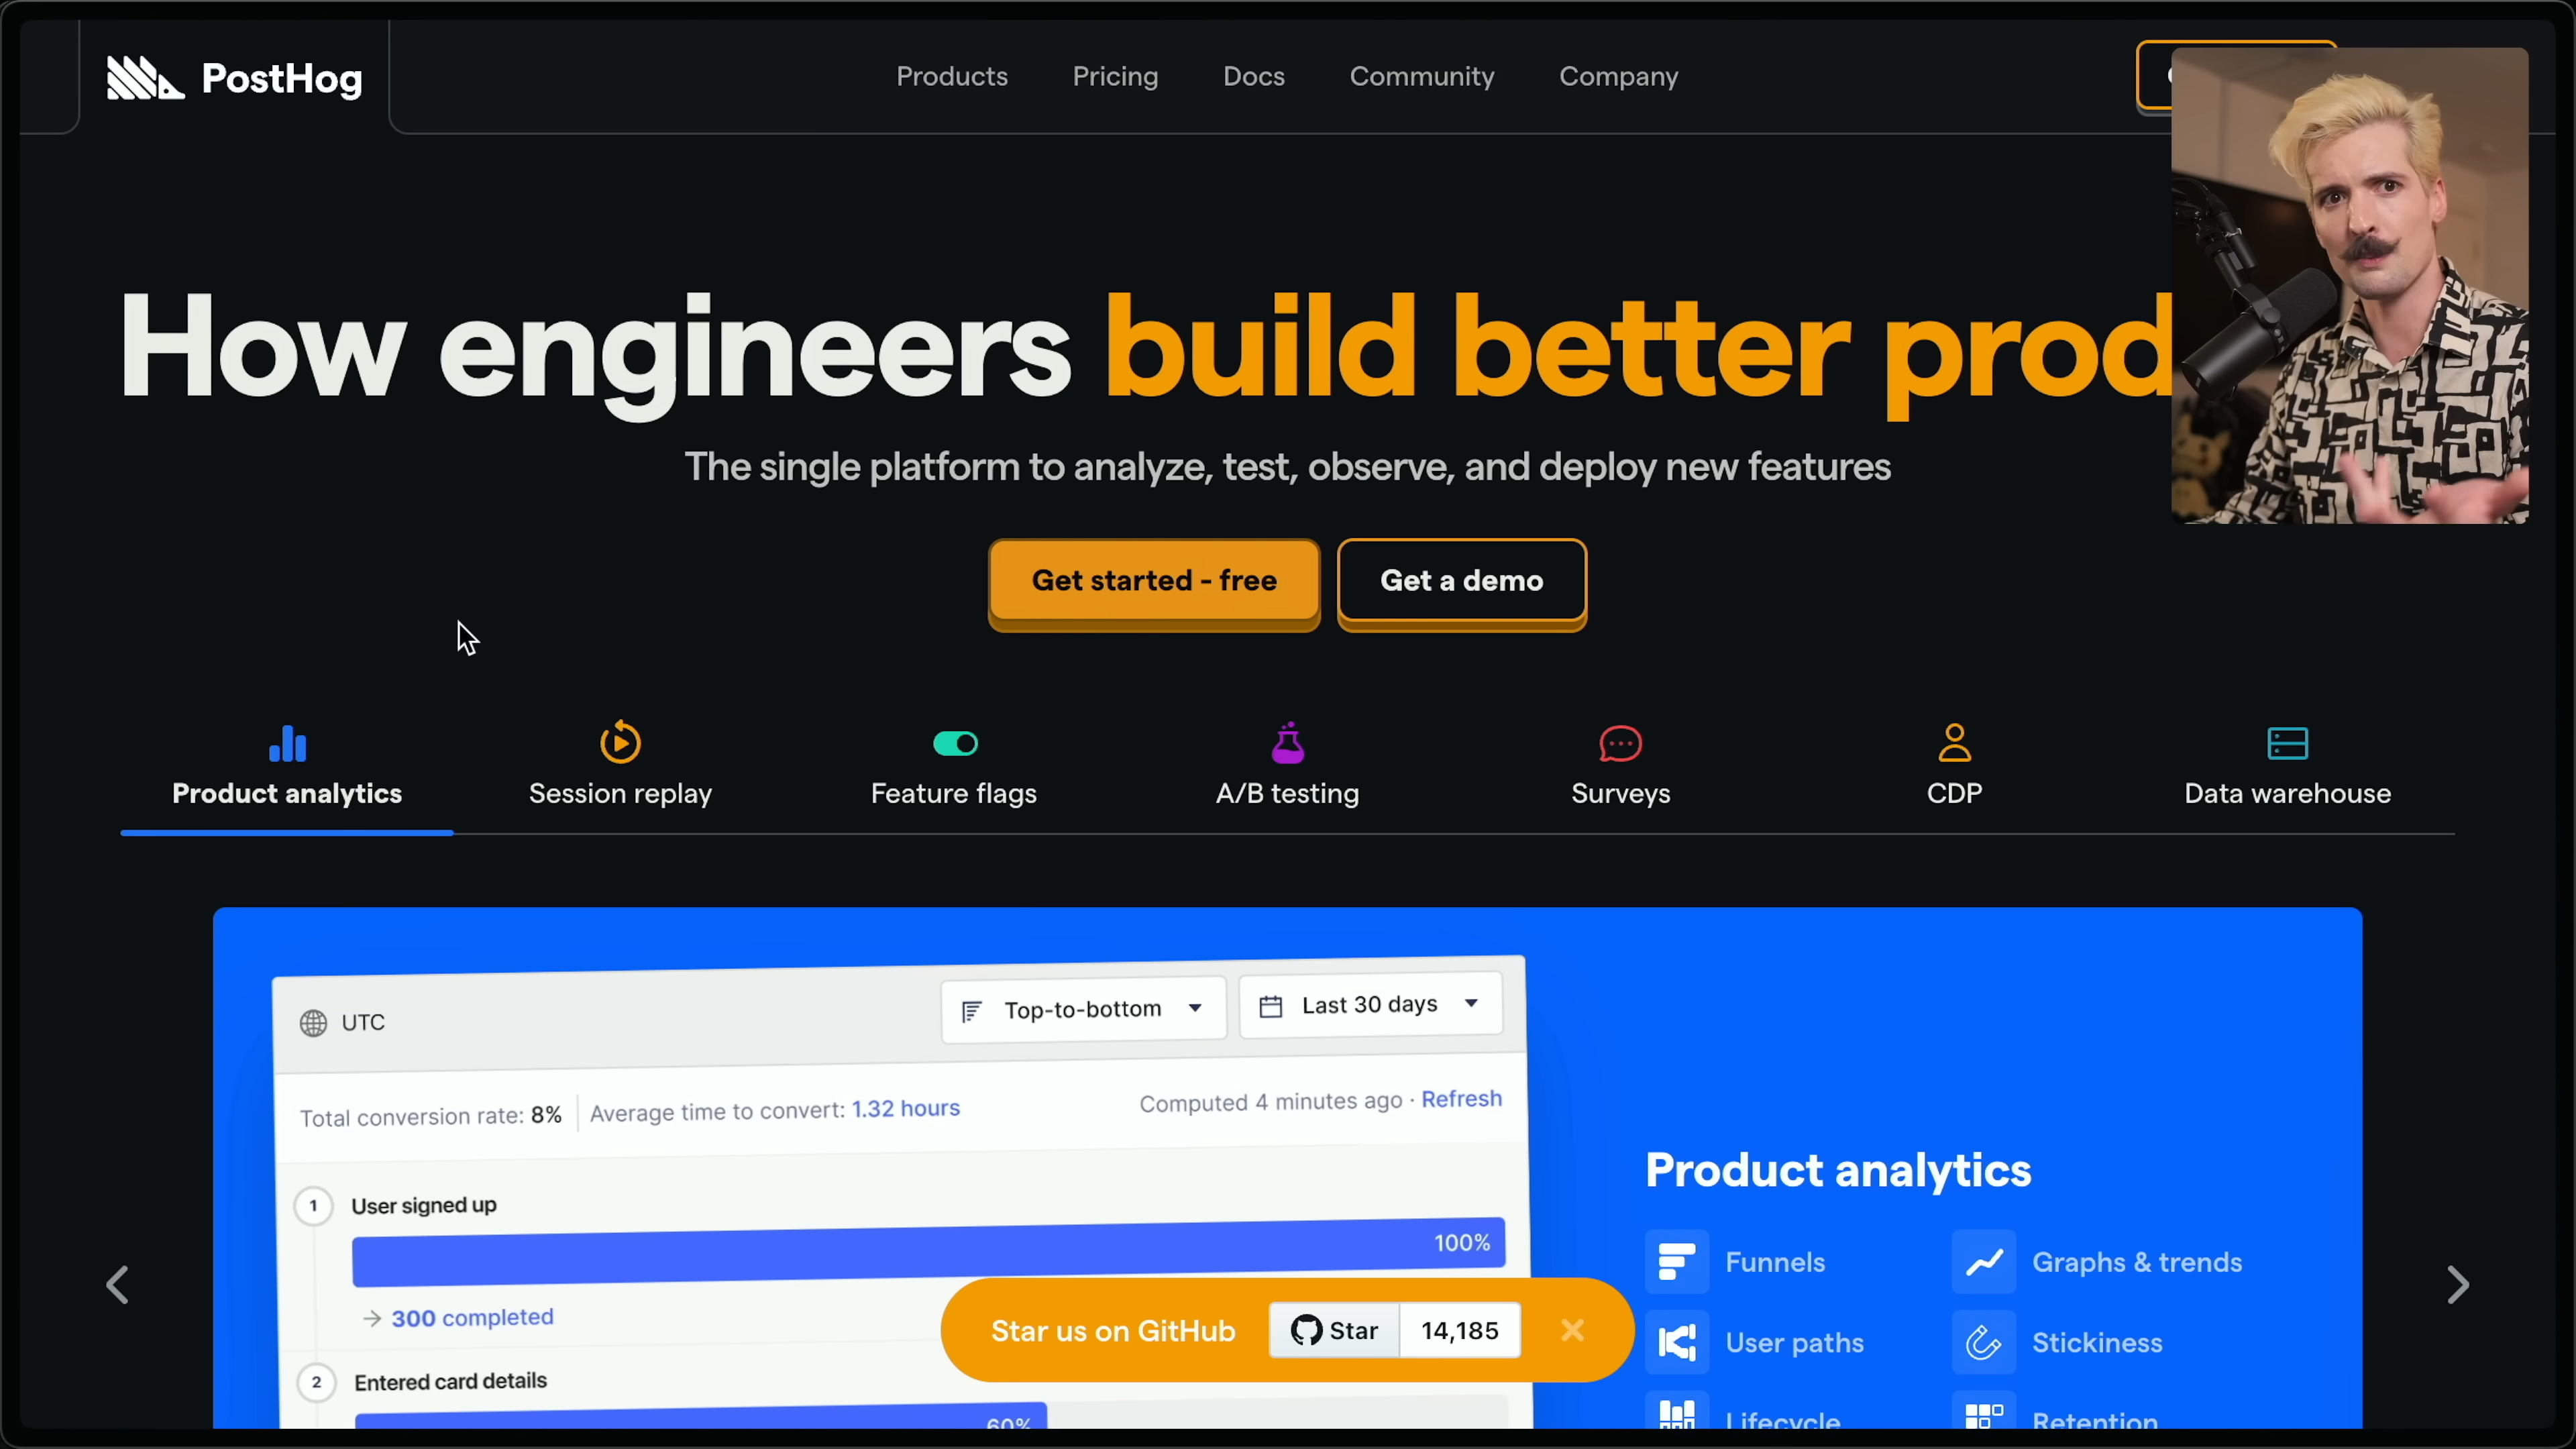 PostHog
Products Pricing Docs Community Company
How engineers build better prod
The single platform to analyze, test, observe, and deploy new features
Get started - free Get a demo
Product analytics Session replay Feature flags A/B testing Surveys CDP Data warehouse
UTC Top-to-bottom Last 30 days
Total conversion rate: 8% Average time to convert: 1.32 hours Computed 4 minutes ago · Refresh
1 User signed up
100%
→ 300 completed
2 Entered card details
60%
Product analytics
Funnels Graphs & trends
User paths Stickiness
Lifecycle Retention
Star us on GitHub Star 14,185 ×